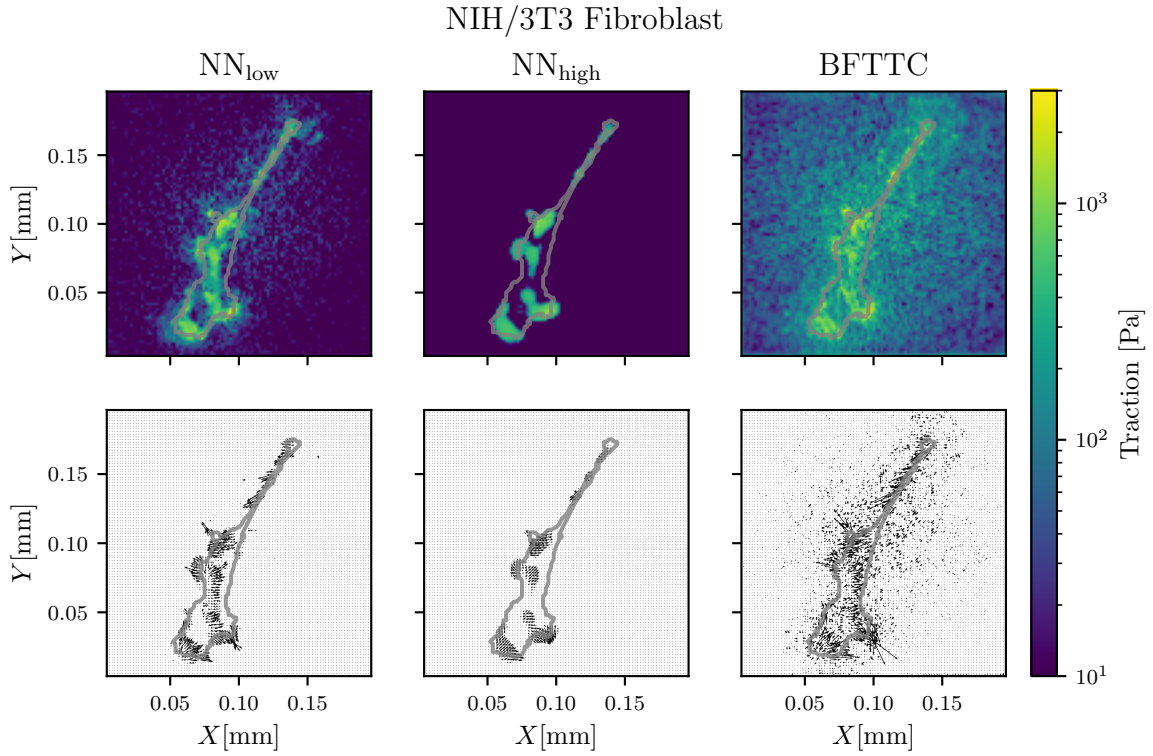 NIH/3T3 Fibroblast
NN_low NN_high BFTTC
Y[mm]
0.15
0.10
0.05
Y[mm]
0.15
0.10
0.05
0.05 0.10 0.15
X[mm]
0.05 0.10 0.15
X[mm]
0.05 0.10 0.15
X[mm]
10^3
10^2
10^1
Traction [Pa]